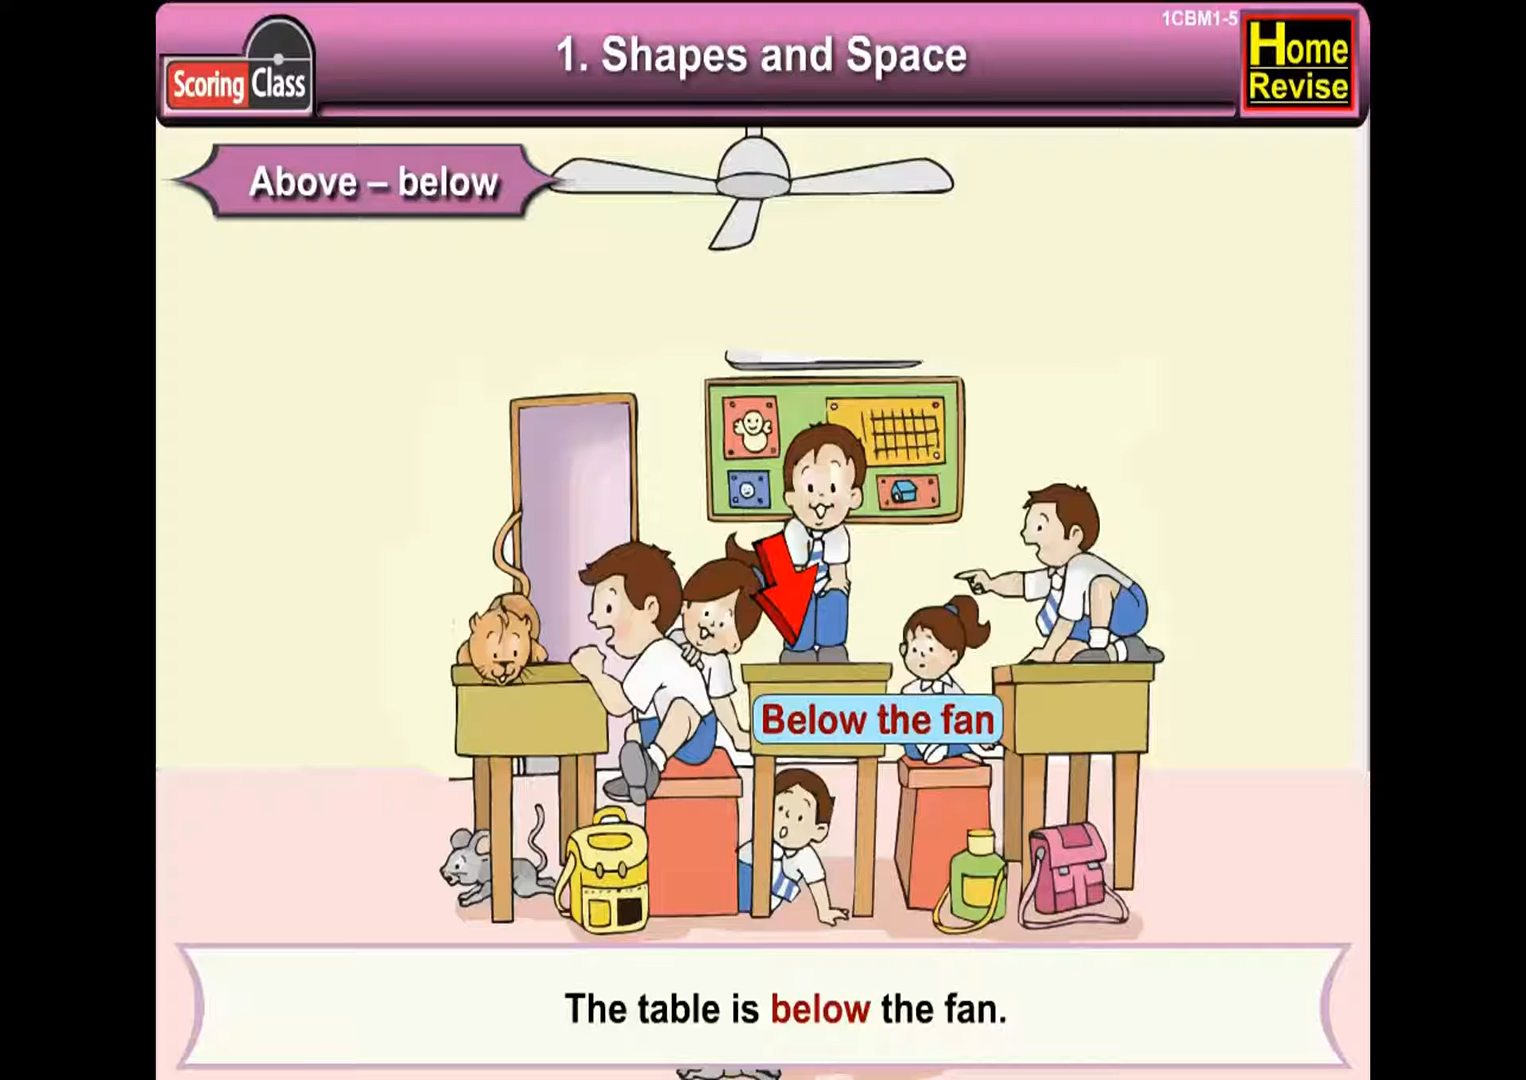 1CBM1-5
Scoring Class
1. Shapes and Space
Home
Revise
Above – below
Below the fan
The table is below the fan.